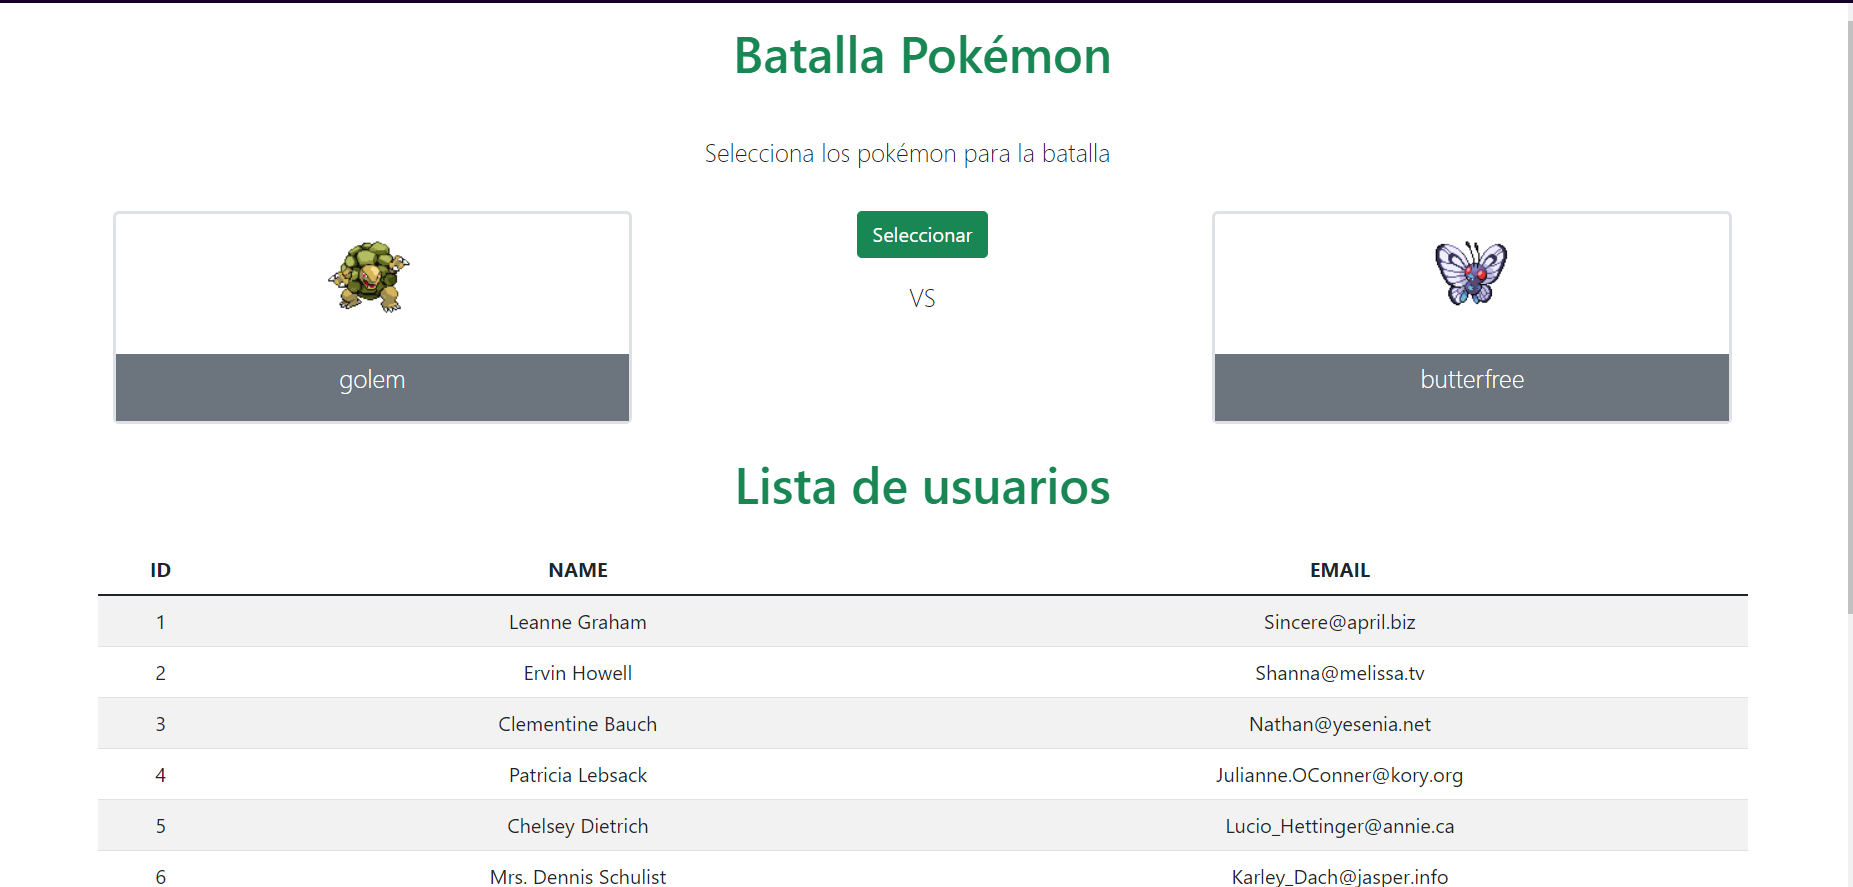 Batalla Pokémon
Selecciona los pokémon para la batalla
Seleccionar
VS
golem
butterfree
Lista de usuarios
ID NAME EMAIL
1 Leanne Graham Sincere@april.biz
2 Ervin Howell Shanna@melissa.tv
3 Clementine Bauch Nathan@yesenia.net
4 Patricia Lebsack Julianne.OConner@kory.org
5 Chelsey Dietrich Lucio_Hettinger@annie.ca
6 Mrs. Dennis Schulist Karley_Dach@jasper.info